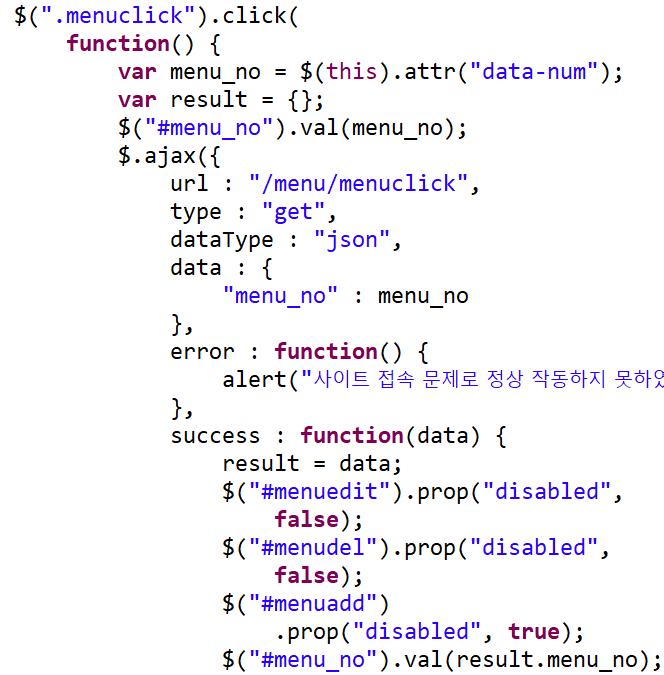 $(".menuclick").click(
function() {
var menu_no = $(this).attr("data-num");
var result = {};
$("#menu_no").val(menu_no);
$.ajax({
url : "/menu/menuclick",
type : "get",
dataType : "json",
data : {
"menu_no" : menu_no
},
error : function() {
alert("사이트 접속 문제로 정상 작동하지
},
success : function(data) {
result = data;
$("#menuedit").prop("disabled",
false);
$("#menudel").prop("disabled",
false);
$("#menuadd")
.prop("disabled", true);
$("#menu_no").val(result.menu_no);